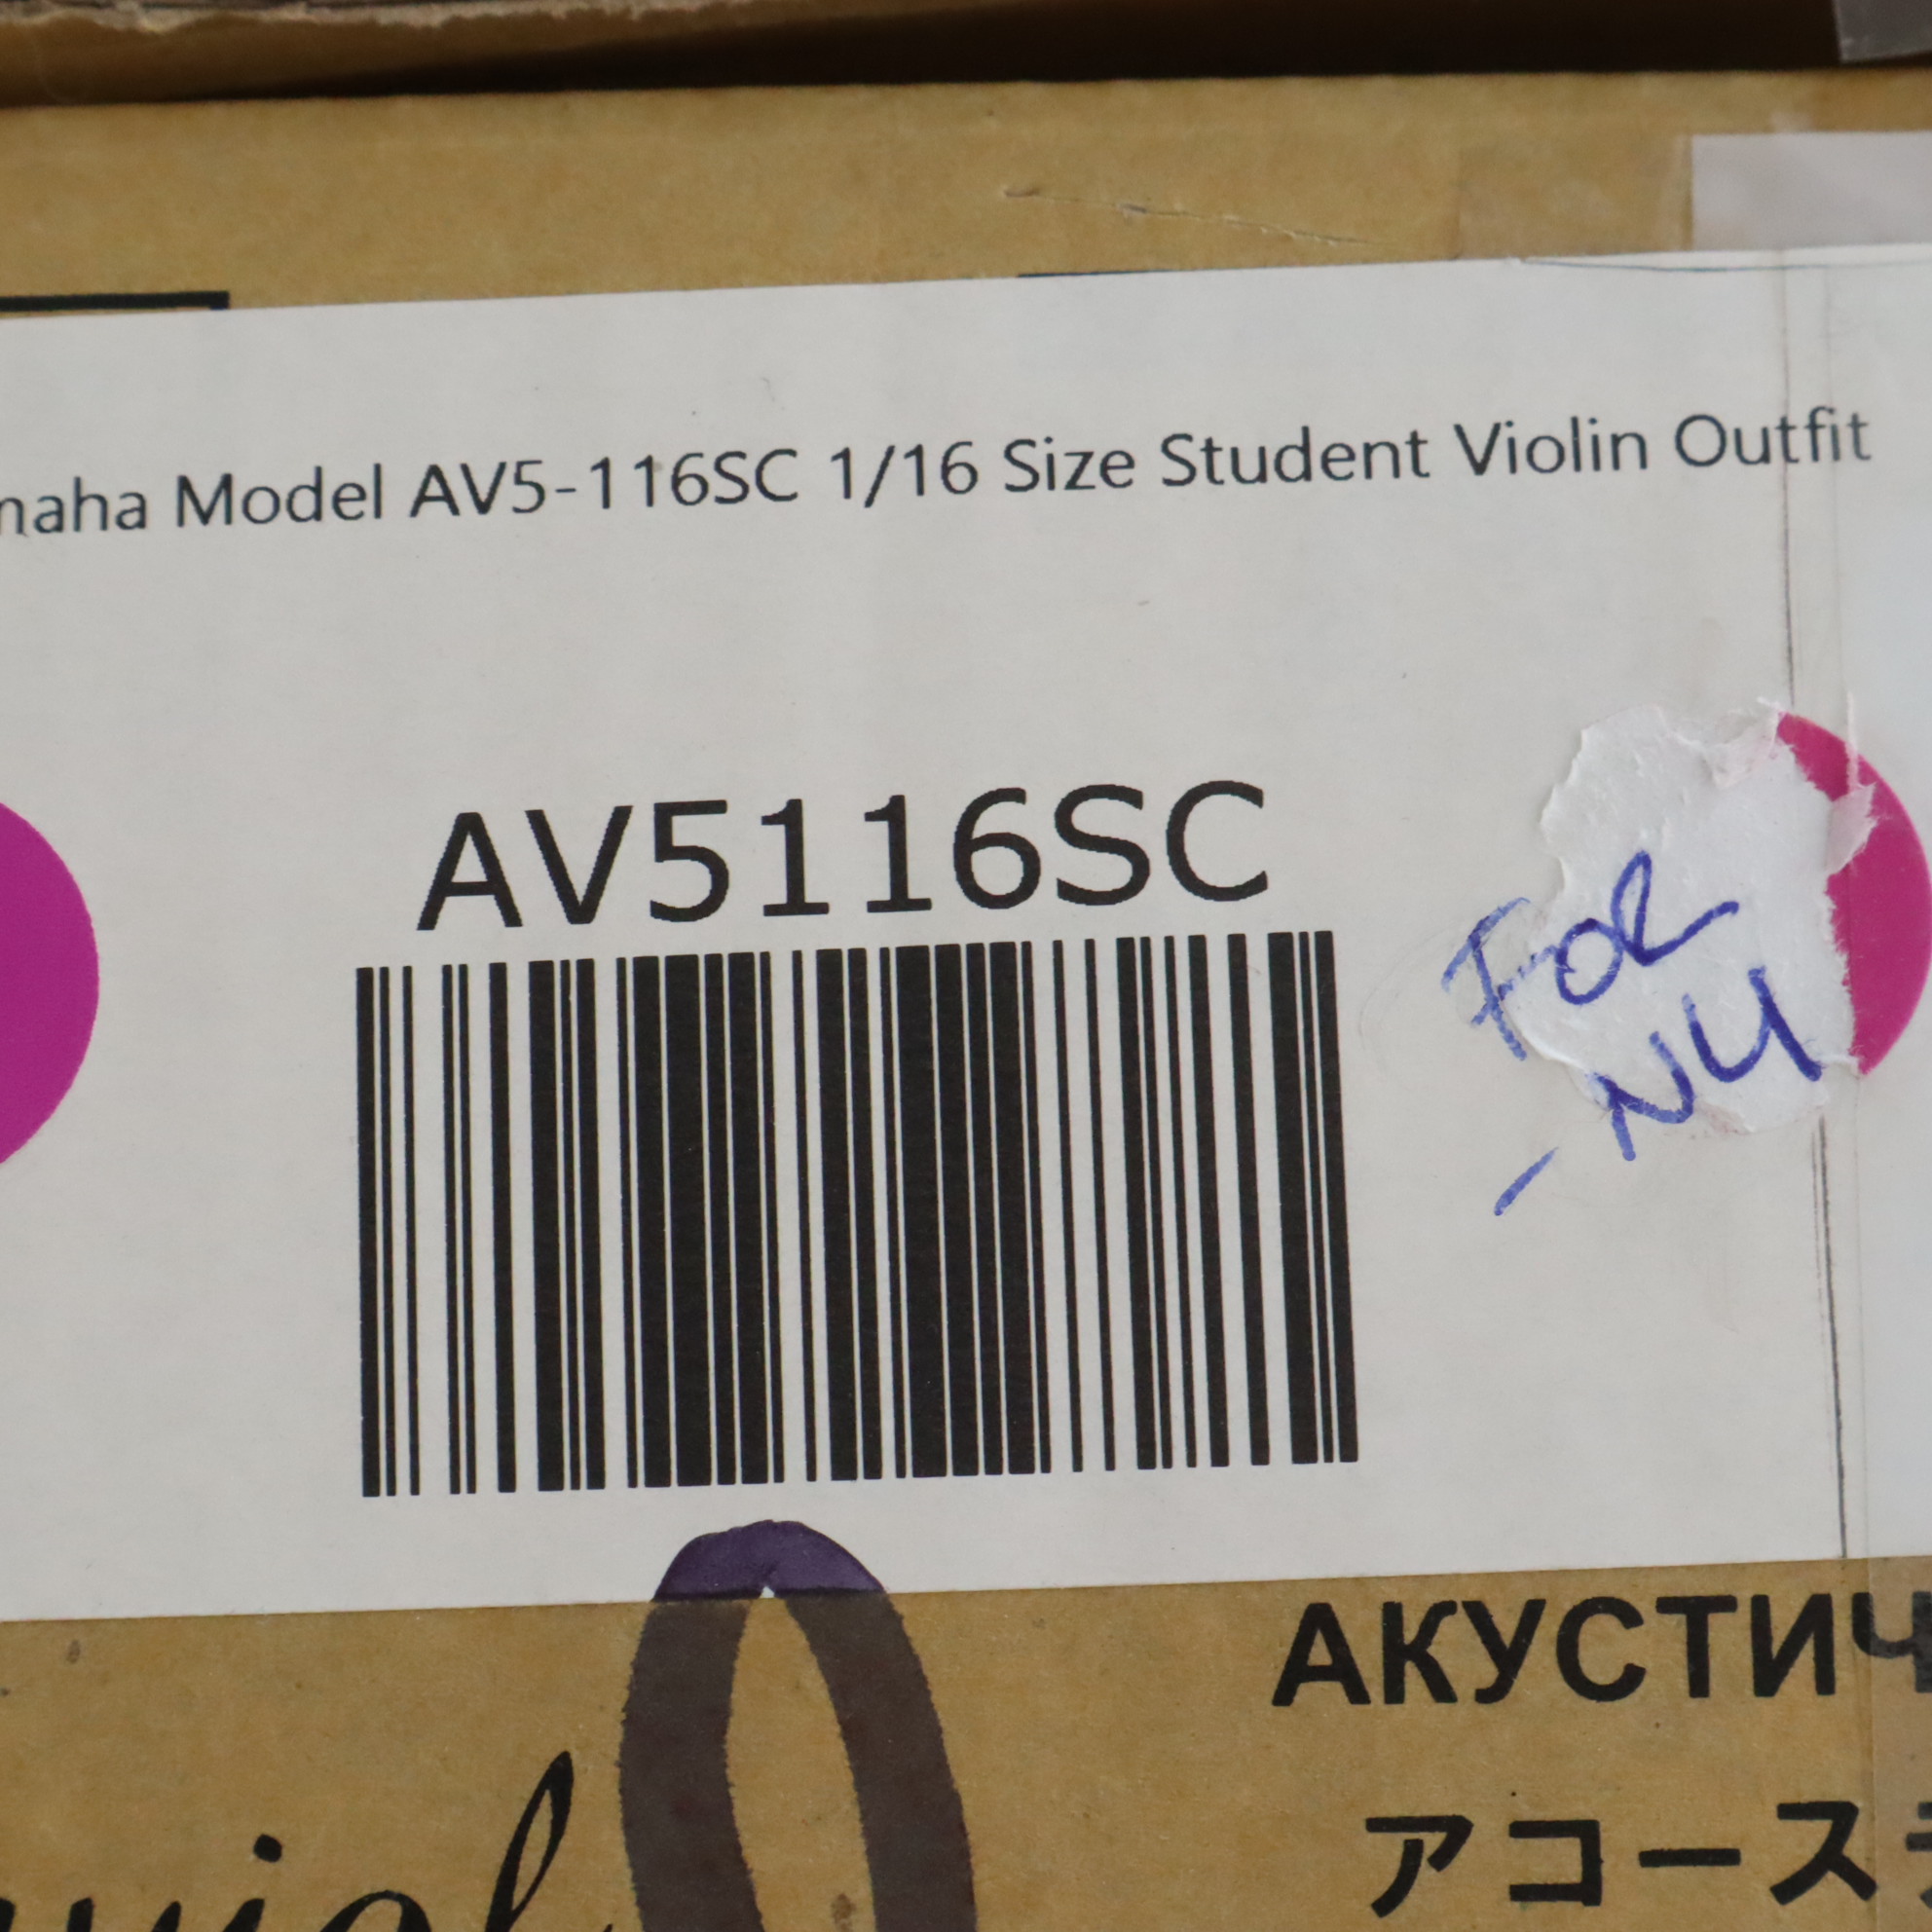 maha Model AV5-116SC 1/16 Size Student Violin Outfit
AV5116SC
FOR
- NY
АКУСТИЧ
アコース